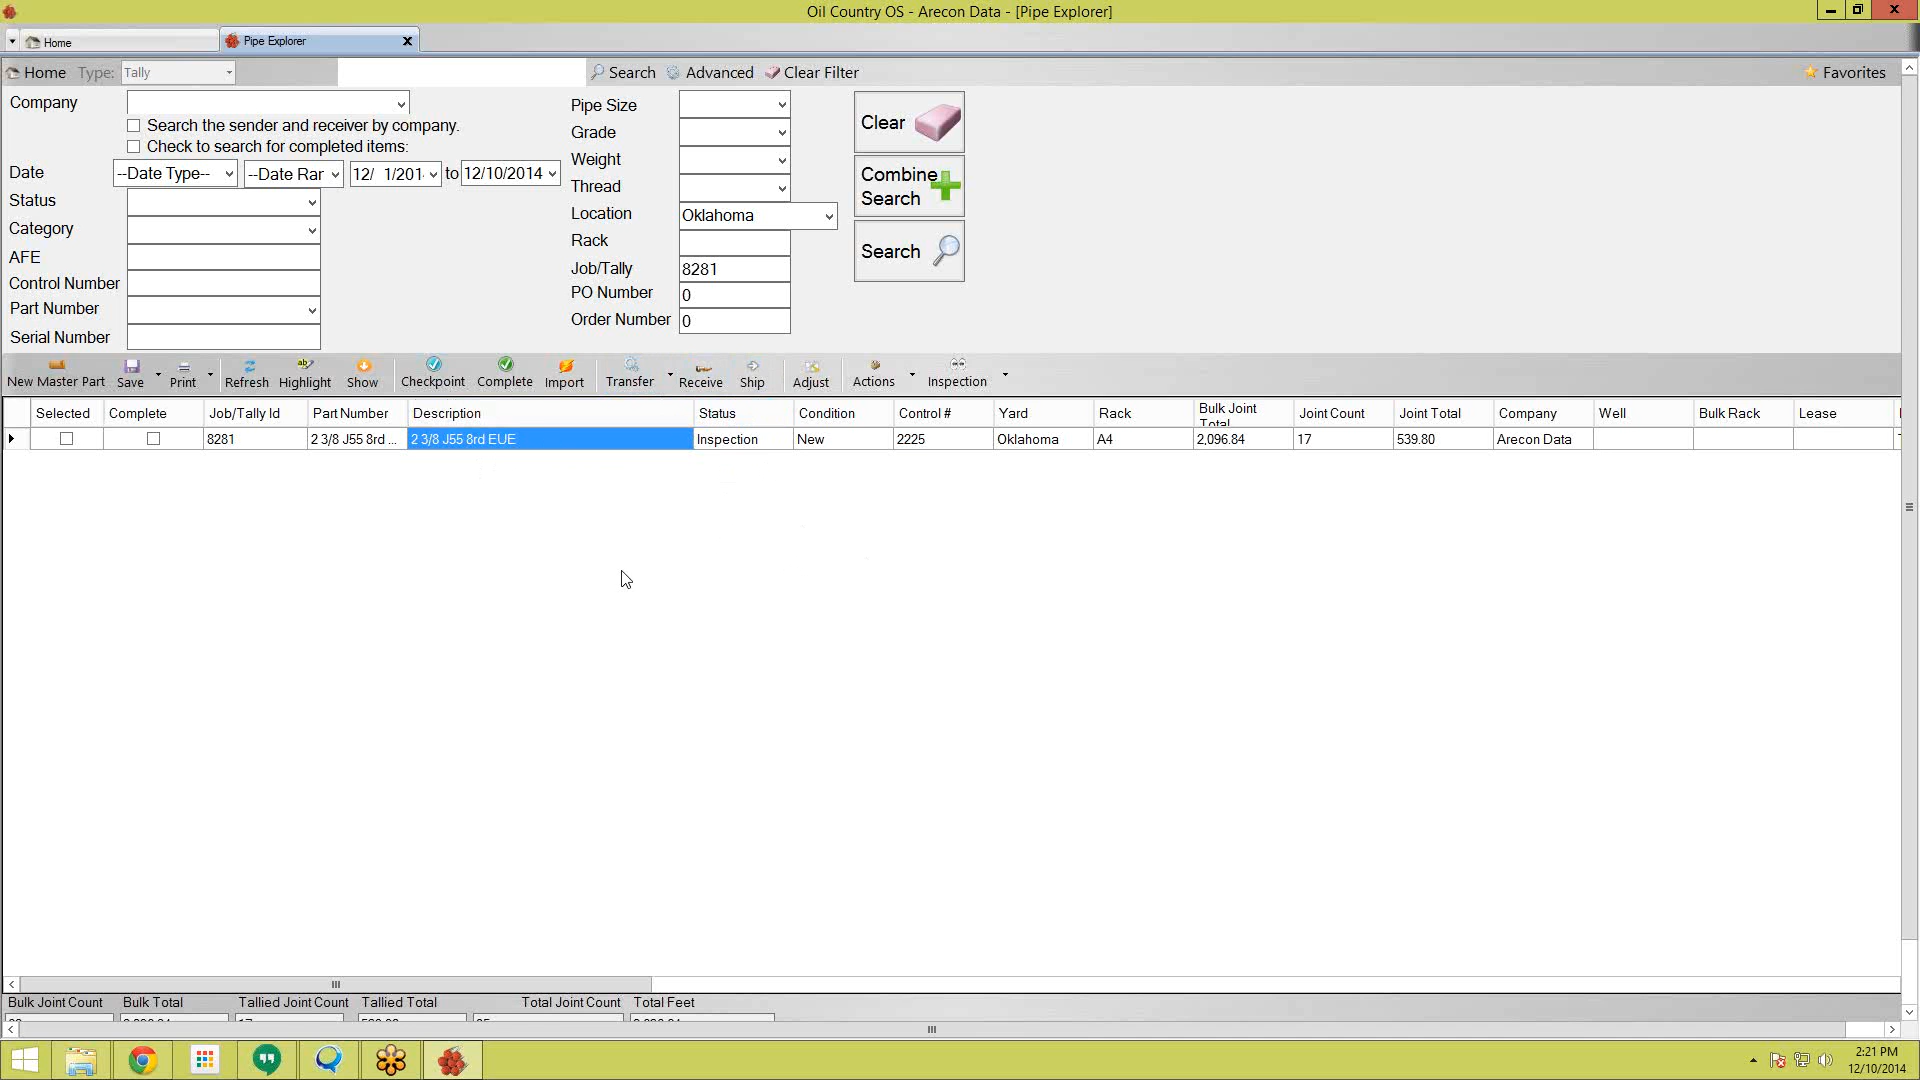 Oil Country OS - Arecon Data - [Pipe Explorer]
Home
Pipe Explorer
Home Type: Tally Search Advanced Clear Filter Favorites
Company
Search the sender and receiver by company.
Check to search for completed items:
Date --Date Type-- --Date Rar 12/ 1/201 to 12/10/2014
Status
Category
AFE
Control Number
Part Number
Serial Number
Pipe Size
Grade
Weight
Thread
Location Oklahoma
Rack
Job/Tally 8281
PO Number 0
Order Number 0
Clear
Combine
Search
Search
New Master Part Save Print Refresh Highlight Show Checkpoint Complete Import Transfer Receive Ship Adjust Actions Inspection
Selected Complete Job/Tally Id Part Number Description Status Condition Control # Yard Rack Bulk Joint Total Joint Count Joint Total Company Well Bulk Rack Lease
8281 2 3/8 J55 8rd ... 2 3/8 J55 8rd EUE Inspection New 2225 Oklahoma A4 2,096.84 17 539.80 Arecon Data
Bulk Joint Count Bulk Total Tallied Joint Count Tallied Total Total Joint Count Total Feet
2:21 PM
12/10/2014